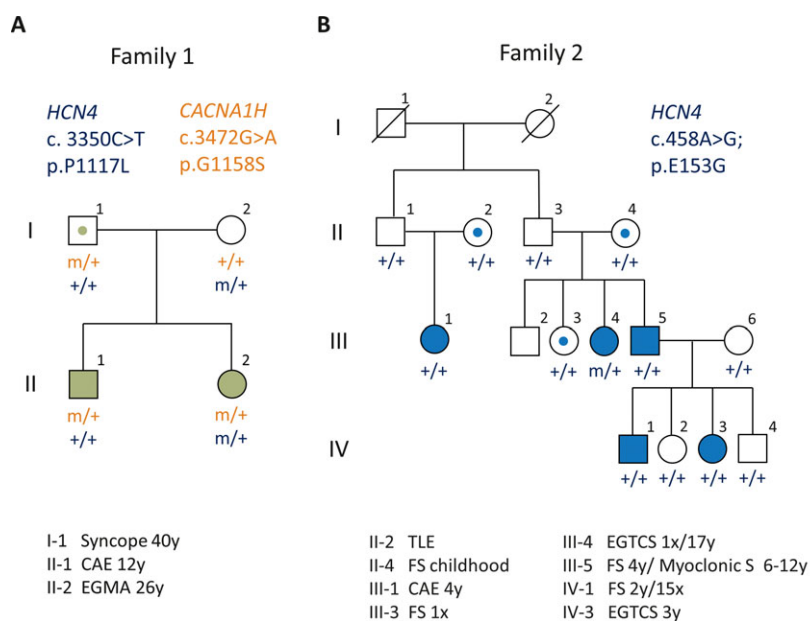 A
Family 1
HCN4
c. 3350C>T
p.P1117L
CACNA1H
c.3472G>A
p.G1158S
I
1
2
m/+
+/+
+/+
m/+
II
1
2
m/+
m/+
+/+
m/+
I-1 Syncope 40y
II-1 CAE 12y
II-2 EGMA 26y
B
Family 2
HCN4
c.458A>G;
p.E153G
I
1
2
II
1
2
3
4
+/+
+/+
+/+
+/+
III
1
2
3
4
5
6
+/+
+/+
m/+
+/+
+/+
IV
1
2
3
4
+/+
+/+
+/+
+/+
II-2 TLE
II-4 FS childhood
III-1 CAE 4y
III-3 FS 1x
III-4 EGTCS 1x/17y
III-5 FS 4y/ Myoclonic S 6-12y
IV-1 FS 2y/15x
IV-3 EGTCS 3y